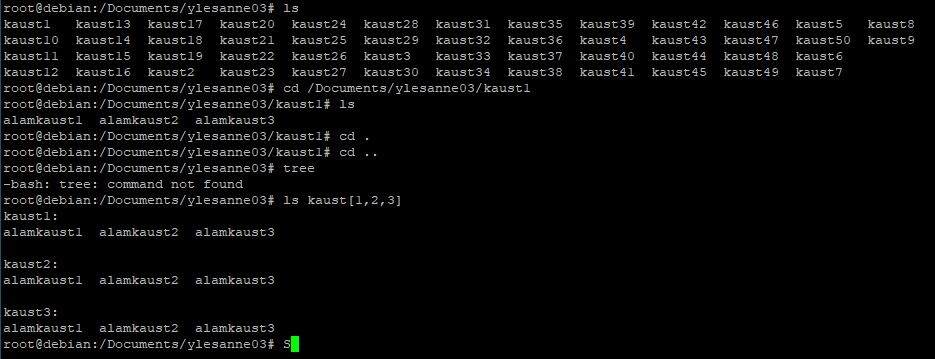 root@debian:/Documents/ylesanne03# ls
kaust1   kaust13  kaust17  kaust20  kaust24  kaust28  kaust31  kaust35  kaust39  kaust42  kaust46  kaust5   kaust8
kaust10  kaust14  kaust18  kaust21  kaust25  kaust29  kaust32  kaust36  kaust4   kaust43  kaust47  kaust50  kaust9
kaust11  kaust15  kaust19  kaust22  kaust26  kaust3   kaust33  kaust37  kaust40  kaust44  kaust48  kaust6
kaust12  kaust16  kaust2   kaust23  kaust27  kaust30  kaust34  kaust38  kaust41  kaust45  kaust49  kaust7
root@debian:/Documents/ylesanne03# cd /Documents/ylesanne03/kaust1
root@debian:/Documents/ylesanne03/kaust1# ls
alamkaust1  alamkaust2  alamkaust3
root@debian:/Documents/ylesanne03/kaust1# cd .
root@debian:/Documents/ylesanne03/kaust1# cd ..
root@debian:/Documents/ylesanne03# tree
-bash: tree: command not found
root@debian:/Documents/ylesanne03# ls kaust[1,2,3]
kaust1:
alamkaust1  alamkaust2  alamkaust3

kaust2:
alamkaust1  alamkaust2  alamkaust3

kaust3:
alamkaust1  alamkaust2  alamkaust3
root@debian:/Documents/ylesanne03# S